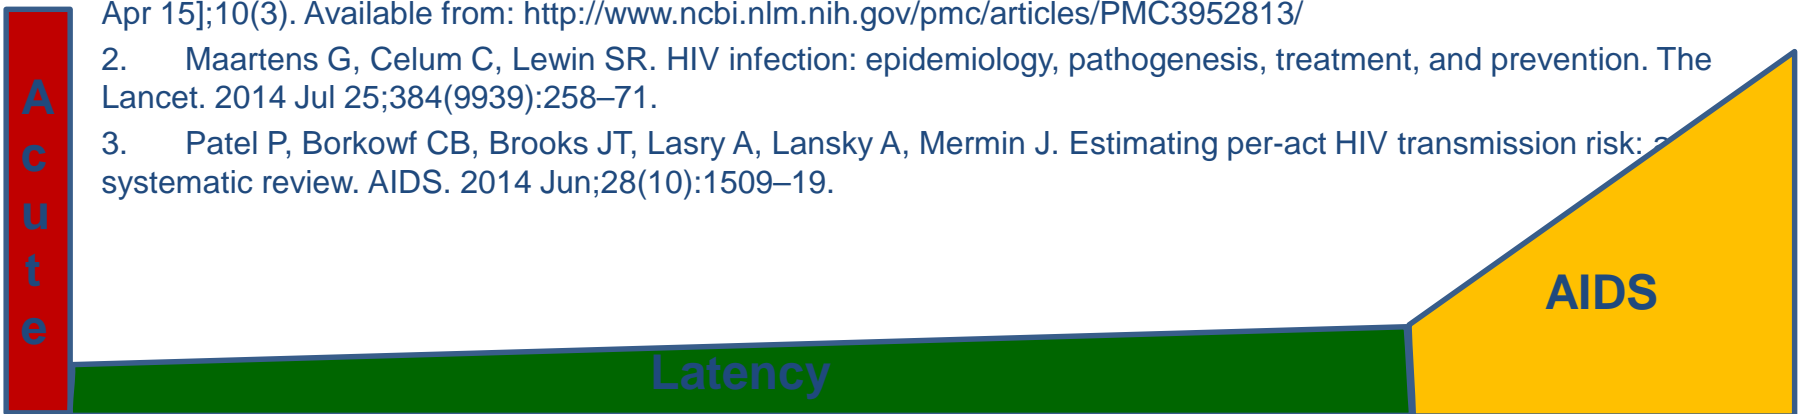 Apr 15];10(3). Available from: http://www.ncbi.nlm.nih.gov/pmc/articles/PMC3952813/
2. Maartens G, Celum C, Lewin SR. HIV infection: epidemiology, pathogenesis, treatment, and prevention. The
Lancet. 2014 Jul 25;384(9939):258–71.
3. Patel P, Borkowf CB, Brooks JT, Lasry A, Lansky A, Mermin J. Estimating per-act HIV transmission risk: a
systematic review. AIDS. 2014 Jun;28(10):1509–19.
A
c
u
t
e
AIDS
Latency